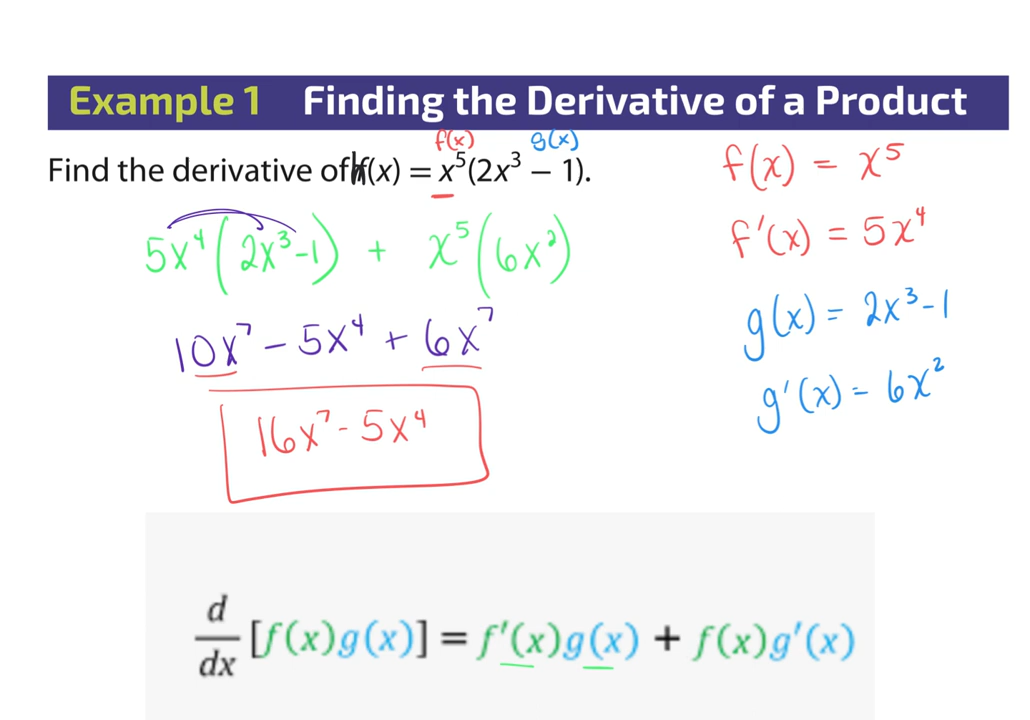 Example 1 Finding the Derivative of a Product
f(x) g(x)
Find the derivative of h(x) = x⁵(2x³ − 1).
f(x) = x⁵
5x⁴(2x³-1) + x⁵(6x²)
f'(x) = 5x⁴
g(x) = 2x³-1
10x⁷ - 5x⁴ + 6x⁷
g'(x) = 6x²
16x⁷ - 5x⁴
d/dx [f(x)g(x)] = f'(x)g(x) + f(x)g'(x)